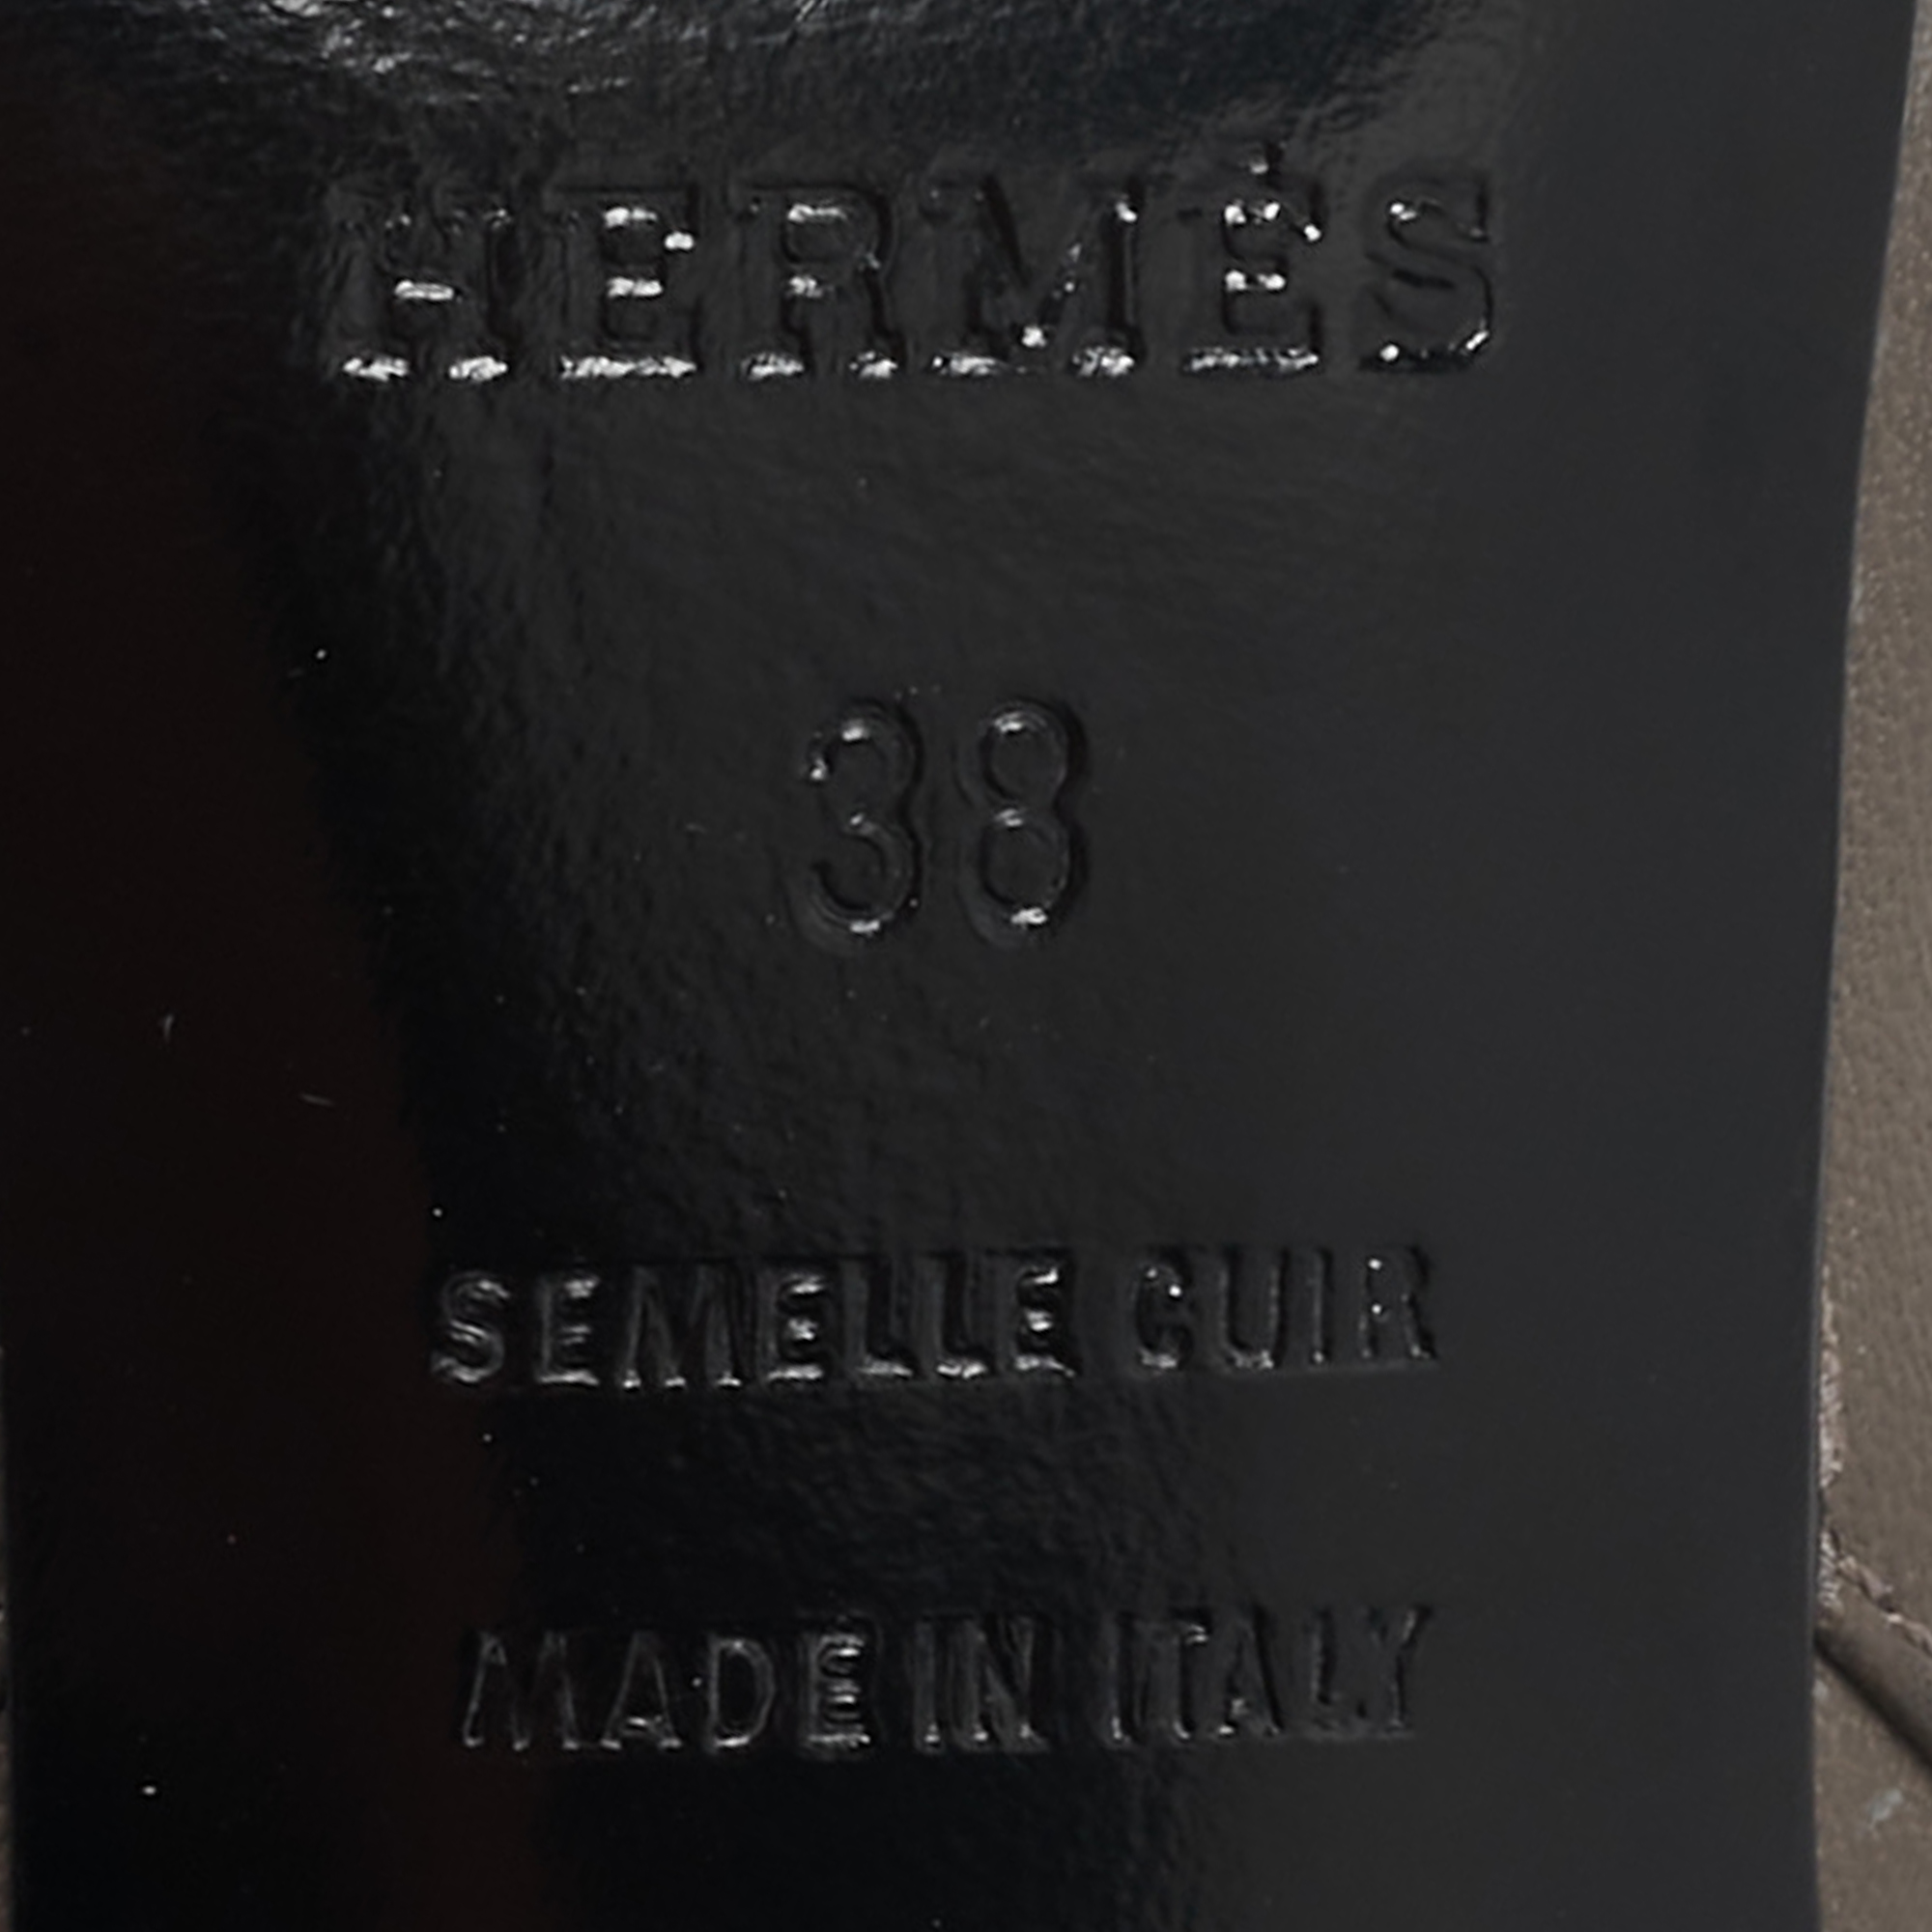 HERMÈS
38
SEMELLE CUIR
MADE IN ITALY